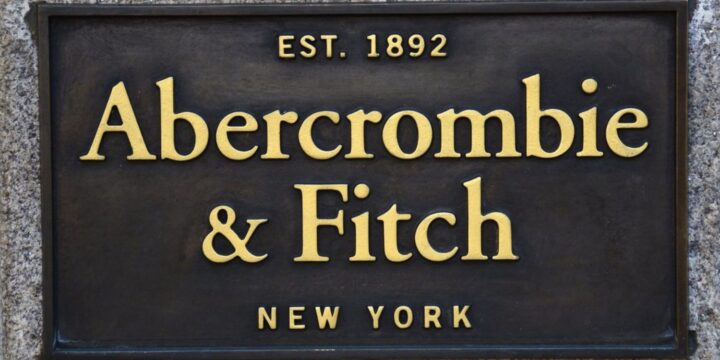 EST. 1892
Abercrombie
& Fitch
NEW YORK